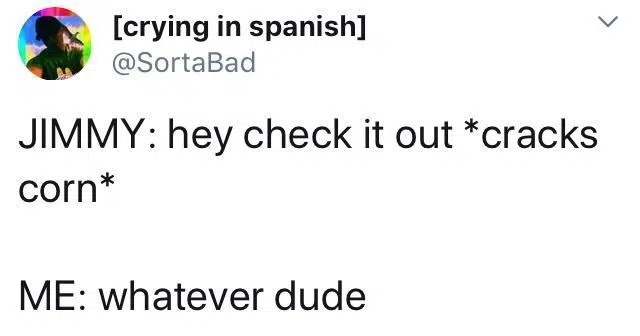 [crying in spanish]
@SortaBad
JIMMY: hey check it out *cracks
corn*
ME: whatever dude